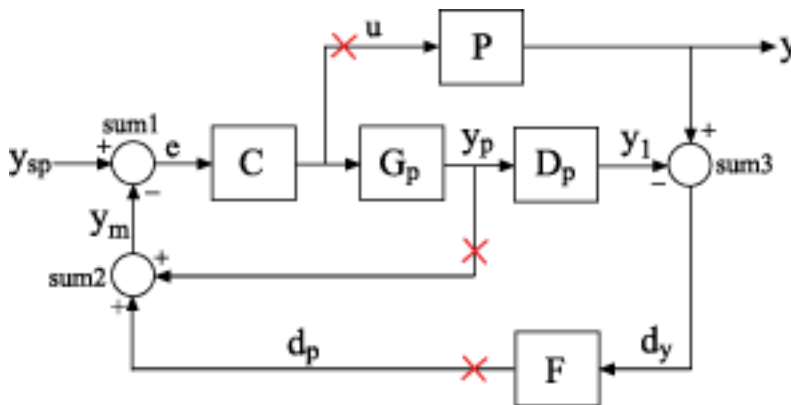 u
P
y
sum1
y_sp
+
e
C
G_p
y_p
D_p
y_1
+
−
sum3
−
y_m
sum2
+
+
d_p
F
d_y